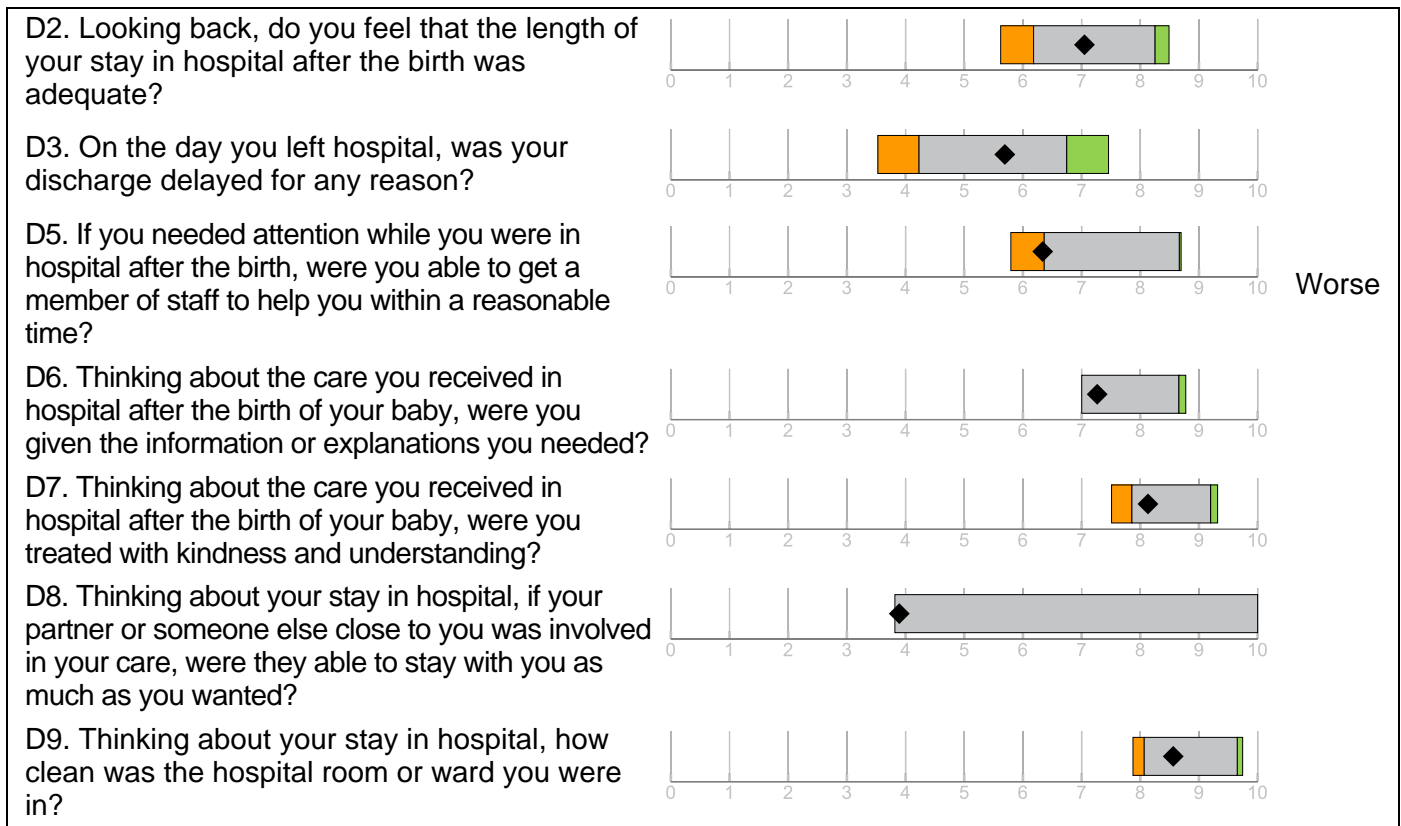 D2. Looking back, do you feel that the length of
your stay in hospital after the birth was
adequate?
0 1 2 3 4 5 6 7 8 9 10
D3. On the day you left hospital, was your
discharge delayed for any reason?
0 1 2 3 4 5 6 7 8 9 10
D5. If you needed attention while you were in
hospital after the birth, were you able to get a
member of staff to help you within a reasonable
time?
0 1 2 3 4 5 6 7 8 9 10
Worse
D6. Thinking about the care you received in
hospital after the birth of your baby, were you
given the information or explanations you needed?
0 1 2 3 4 5 6 7 8 9 10
D7. Thinking about the care you received in
hospital after the birth of your baby, were you
treated with kindness and understanding?
0 1 2 3 4 5 6 7 8 9 10
D8. Thinking about your stay in hospital, if your
partner or someone else close to you was involved
in your care, were they able to stay with you as
much as you wanted?
0 1 2 3 4 5 6 7 8 9 10
D9. Thinking about your stay in hospital, how
clean was the hospital room or ward you were
in?
0 1 2 3 4 5 6 7 8 9 10